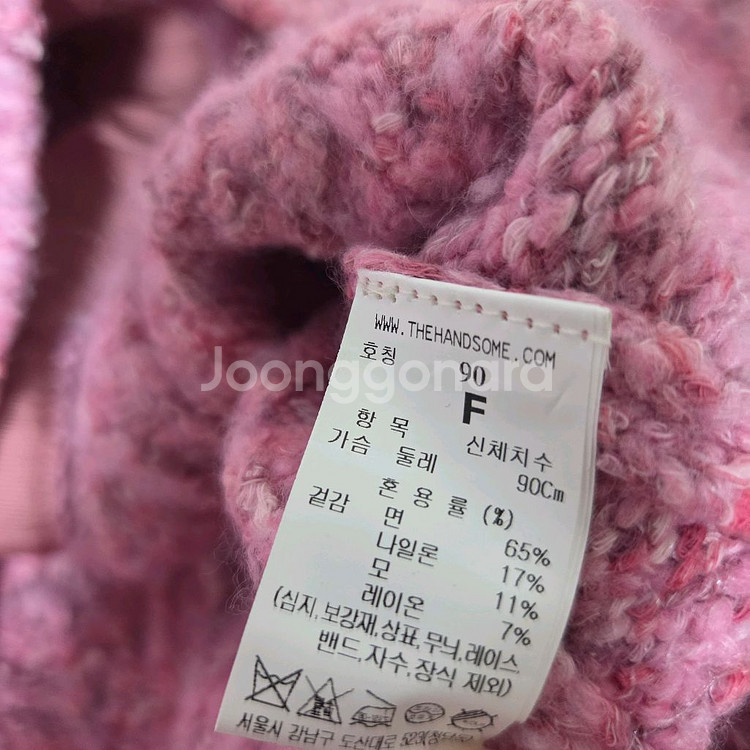 WWW.THEHANDSOME.COM
호칭 90
F
항 목 신체치수
가슴 둘레 90Cm
혼 용 률 (%)
겉감
면 65%
나일론 17%
모 11%
레이온 7%
(심지,보강재,상표,무늬,레이스
밴드,자수,장식 제외)
서울시 강남구 도산대로 523(청
Joonggonara